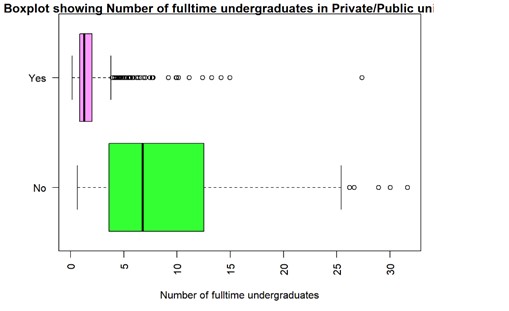 Boxplot showing Number of fulltime undergraduates in Private/Public
Yes
No
0 5 10 15 20 25 30
Number of fulltime undergraduates